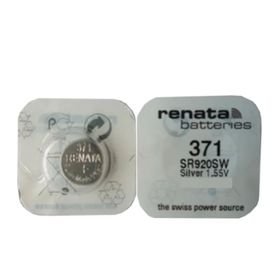 371
RENATA
renata
batteries
371
SR920SW
Silver 1.55V
the swiss power source